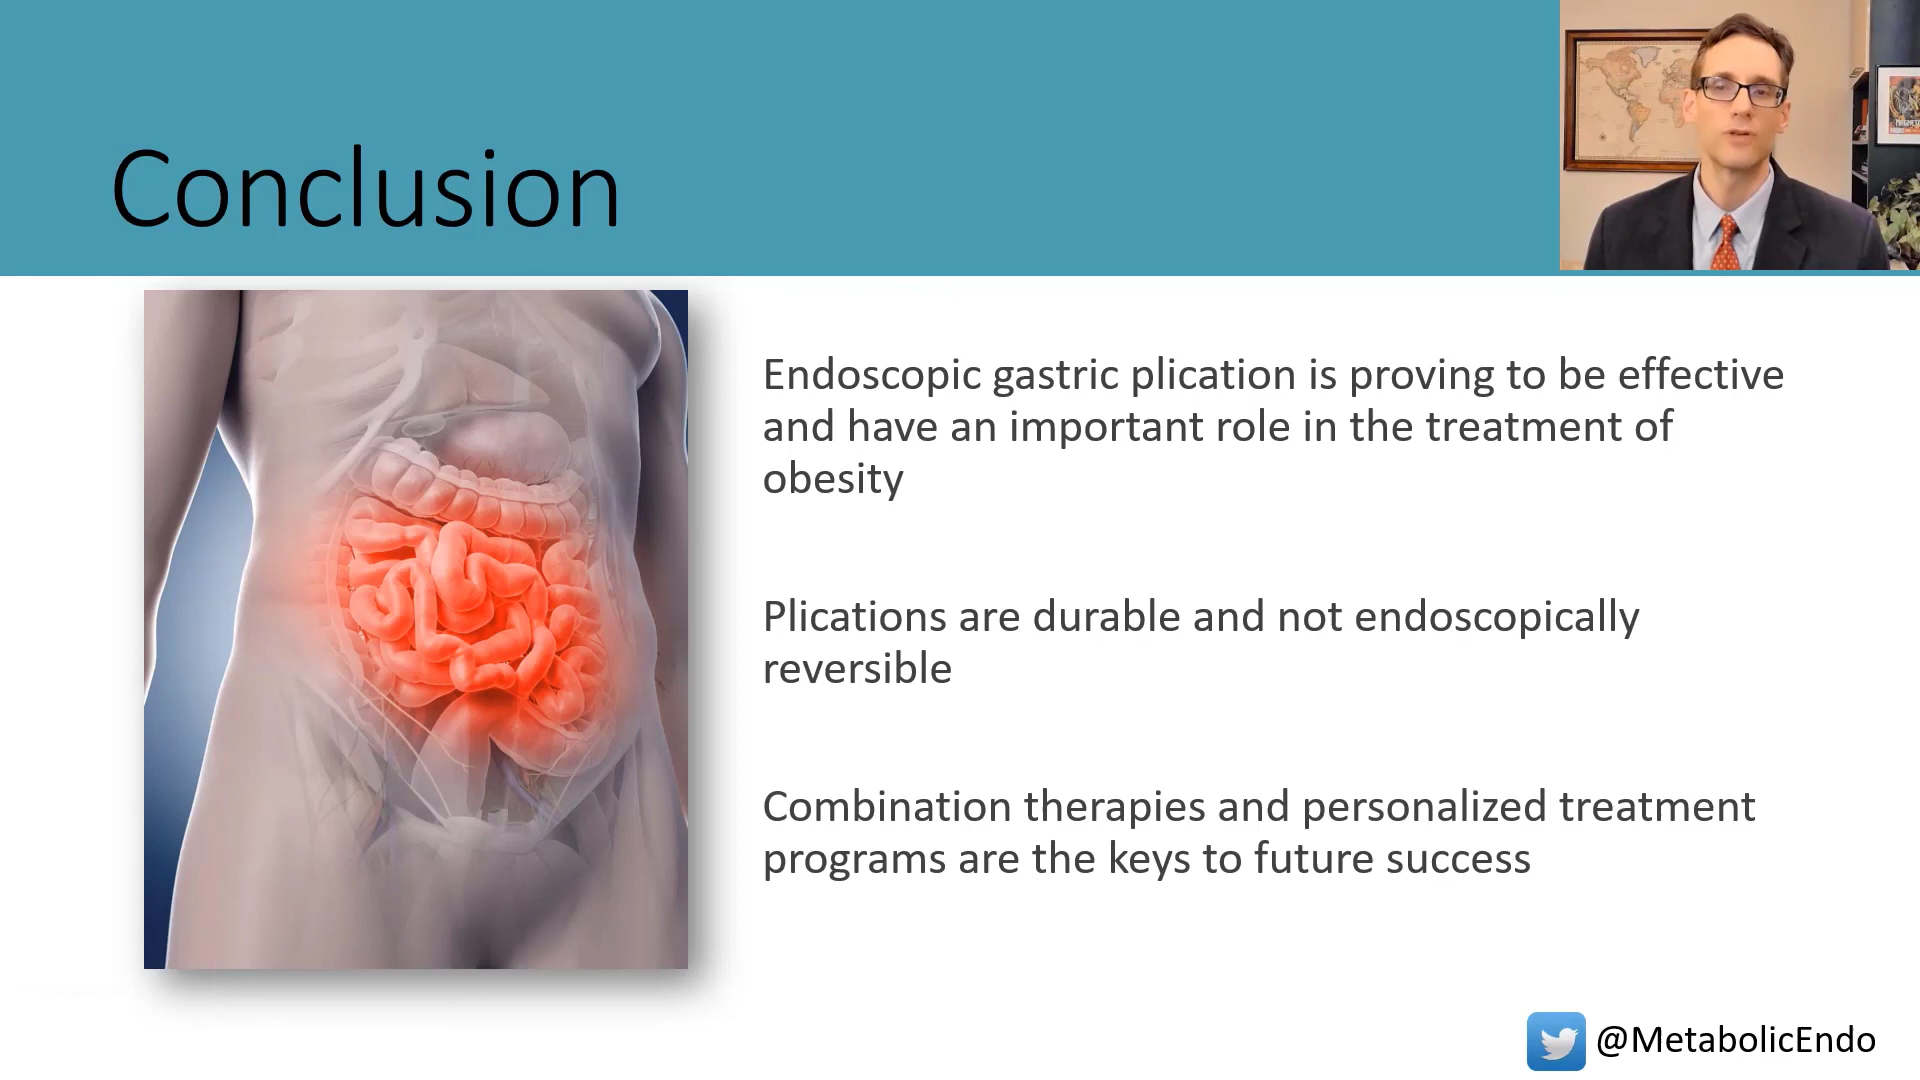 Conclusion
Endoscopic gastric plication is proving to be effective
and have an important role in the treatment of
obesity
Plications are durable and not endoscopically
reversible
Combination therapies and personalized treatment
programs are the keys to future success
@MetabolicEndo